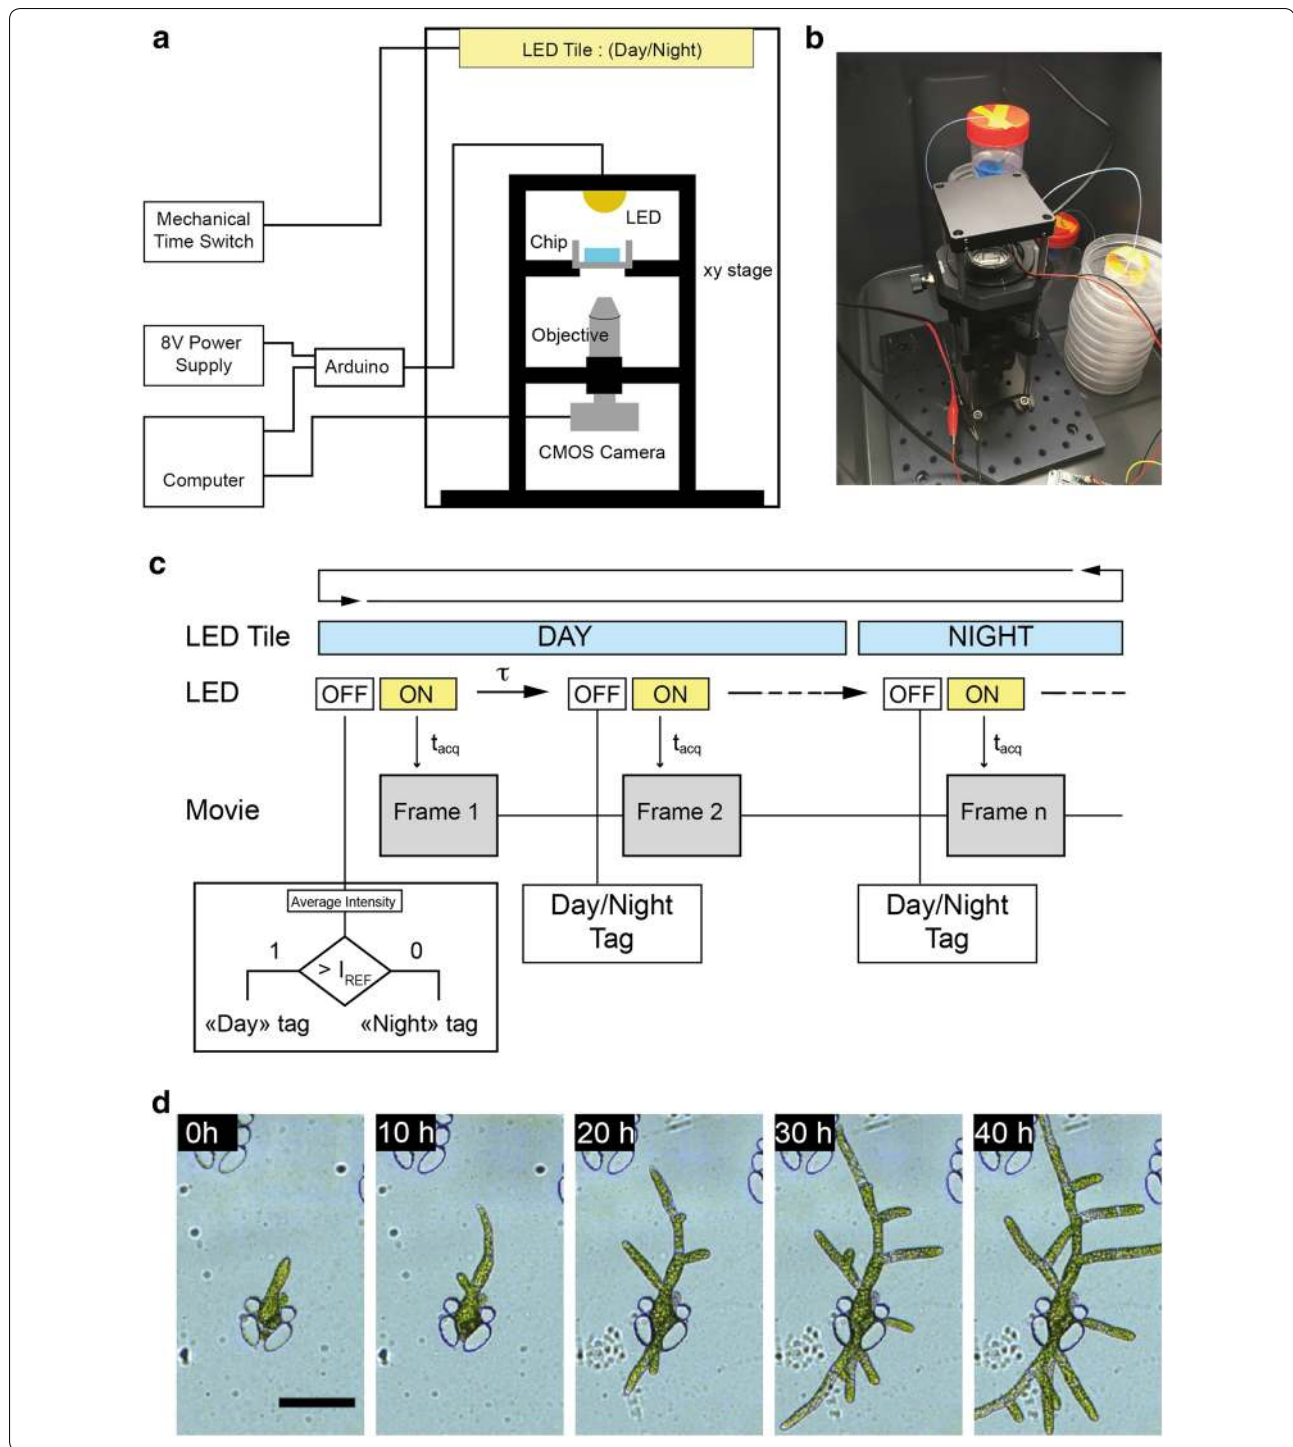 a
LED Tile : (Day/Night)
b
Mechanical
Time Switch
LED
Chip
xy stage
8V Power
Supply
Arduino
Objective
Computer
CMOS Camera
c
LED Tile
DAY
NIGHT
LED
OFF
ON
τ
OFF
ON
OFF
ON
tacq
tacq
tacq
Movie
Frame 1
Frame 2
Frame n
Average Intensity
Day/Night
Tag
Day/Night
Tag
1
0
> IREF
«Day» tag
«Night» tag
d
0h
10 h
20 h
30 h
40 h